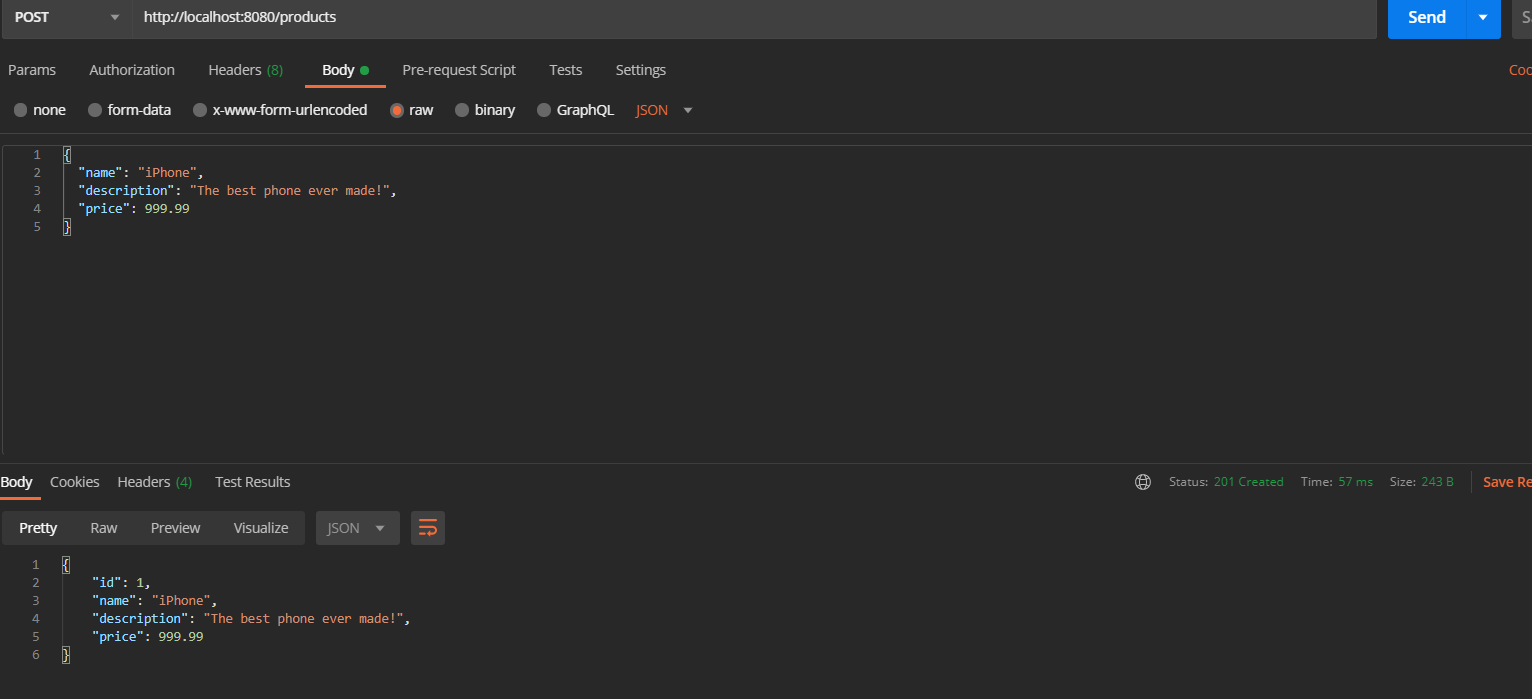 POST http://localhost:8080/products Send
Params Authorization Headers (8) Body Pre-request Script Tests Settings
none form-data x-www-form-urlencoded raw binary GraphQL JSON
1 {
2 "name": "iPhone",
3 "description": "The best phone ever made!",
4 "price": 999.99
5 }
Body Cookies Headers (4) Test Results Status: 201 Created Time: 57 ms Size: 243 B Save Re
Pretty Raw Preview Visualize JSON
1 {
2 "id": 1,
3 "name": "iPhone",
4 "description": "The best phone ever made!",
5 "price": 999.99
6 }